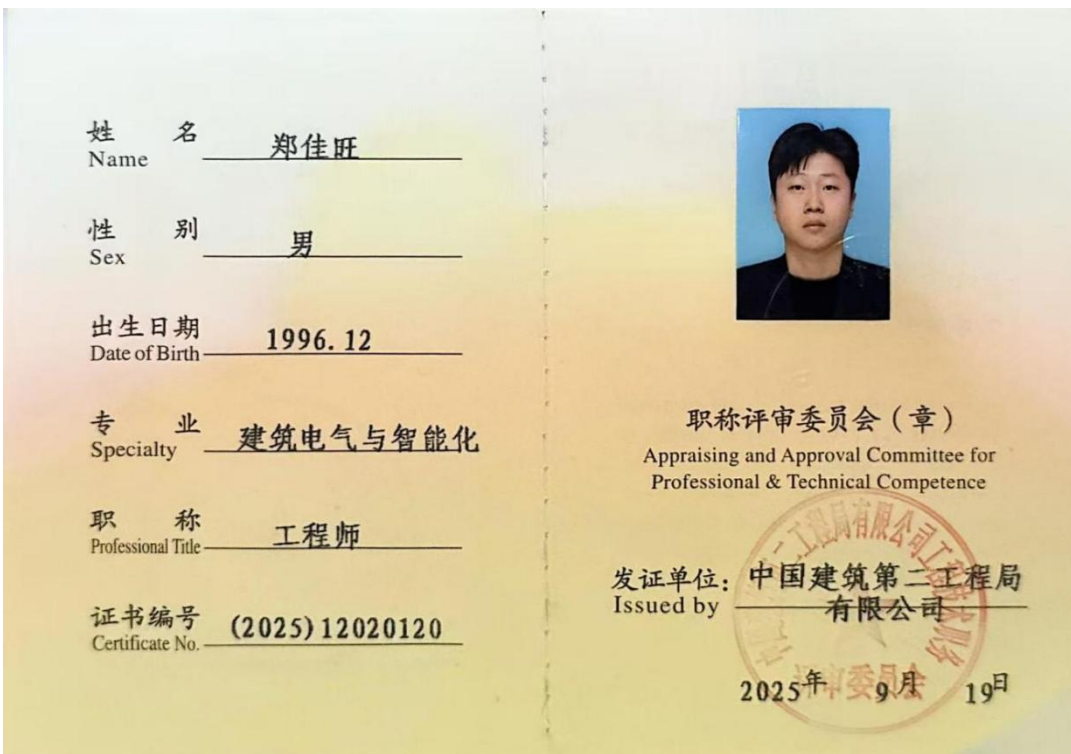 姓 名 郑佳旺
Name
性 别 男
Sex
出生日期 1996.12
Date of Birth
专 业 建筑电气与智能化
Specialty
职 称 工程师
Professional Title
证书编号 (2025)12020120
Certificate No.
职称评审委员会(章)
Appraising and Approval Committee for
Professional & Technical Competence
发证单位: 中国建筑第二工程局
Issued by 有限公司
2025年 9月 19日